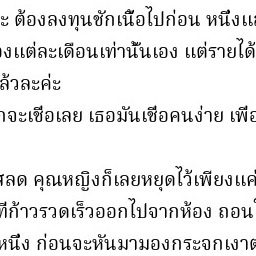 ะ ต้องลงทุนชักเนื้อไปก่อน หนึ่งแ
งแต่ละเดือนเท่านั้นเอง แต่รายได้
ล้วละค่ะ
จะเชื่อเลย เธอมันเชื่อคนง่าย เพื่อ
สลด คุณหญิงก็เลยหยุดไว้เพียงแค่
ที่ก้าวรวดเร็วออกไปจากห้อง ถอน
หนึ่ง ก่อนจะหันมามองกระจกเงาต